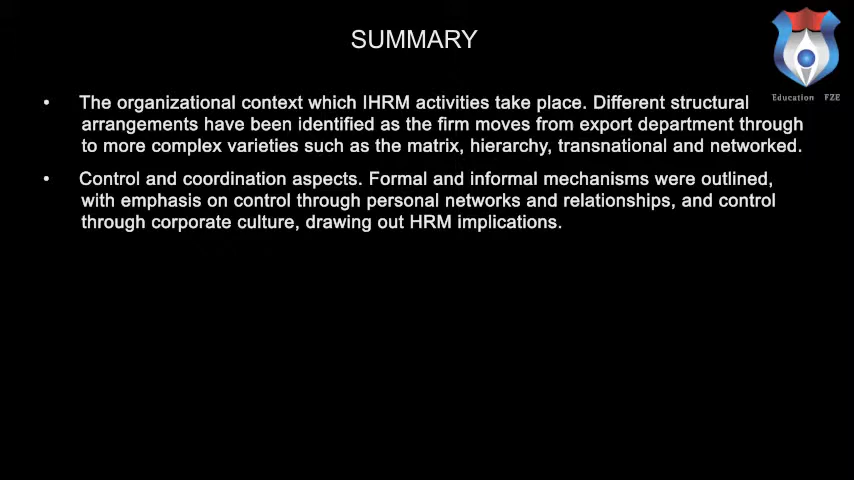 SUMMARY
Education FZE
• The organizational context which IHRM activities take place. Different structural
arrangements have been identified as the firm moves from export department through
to more complex varieties such as the matrix, hierarchy, transnational and networked.
• Control and coordination aspects. Formal and informal mechanisms were outlined,
with emphasis on control through personal networks and relationships, and control
through corporate culture, drawing out HRM implications.